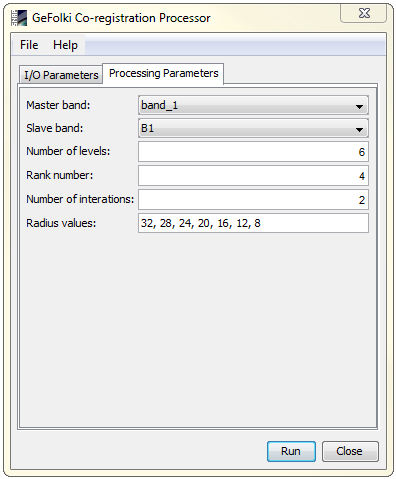 GeFolki Co-registration Processor
File Help
I/O Parameters Processing Parameters
Master band: band_1
Slave band: B1
Number of levels: 6
Rank number: 4
Number of interations: 2
Radius values: 32, 28, 24, 20, 16, 12, 8
Run Close